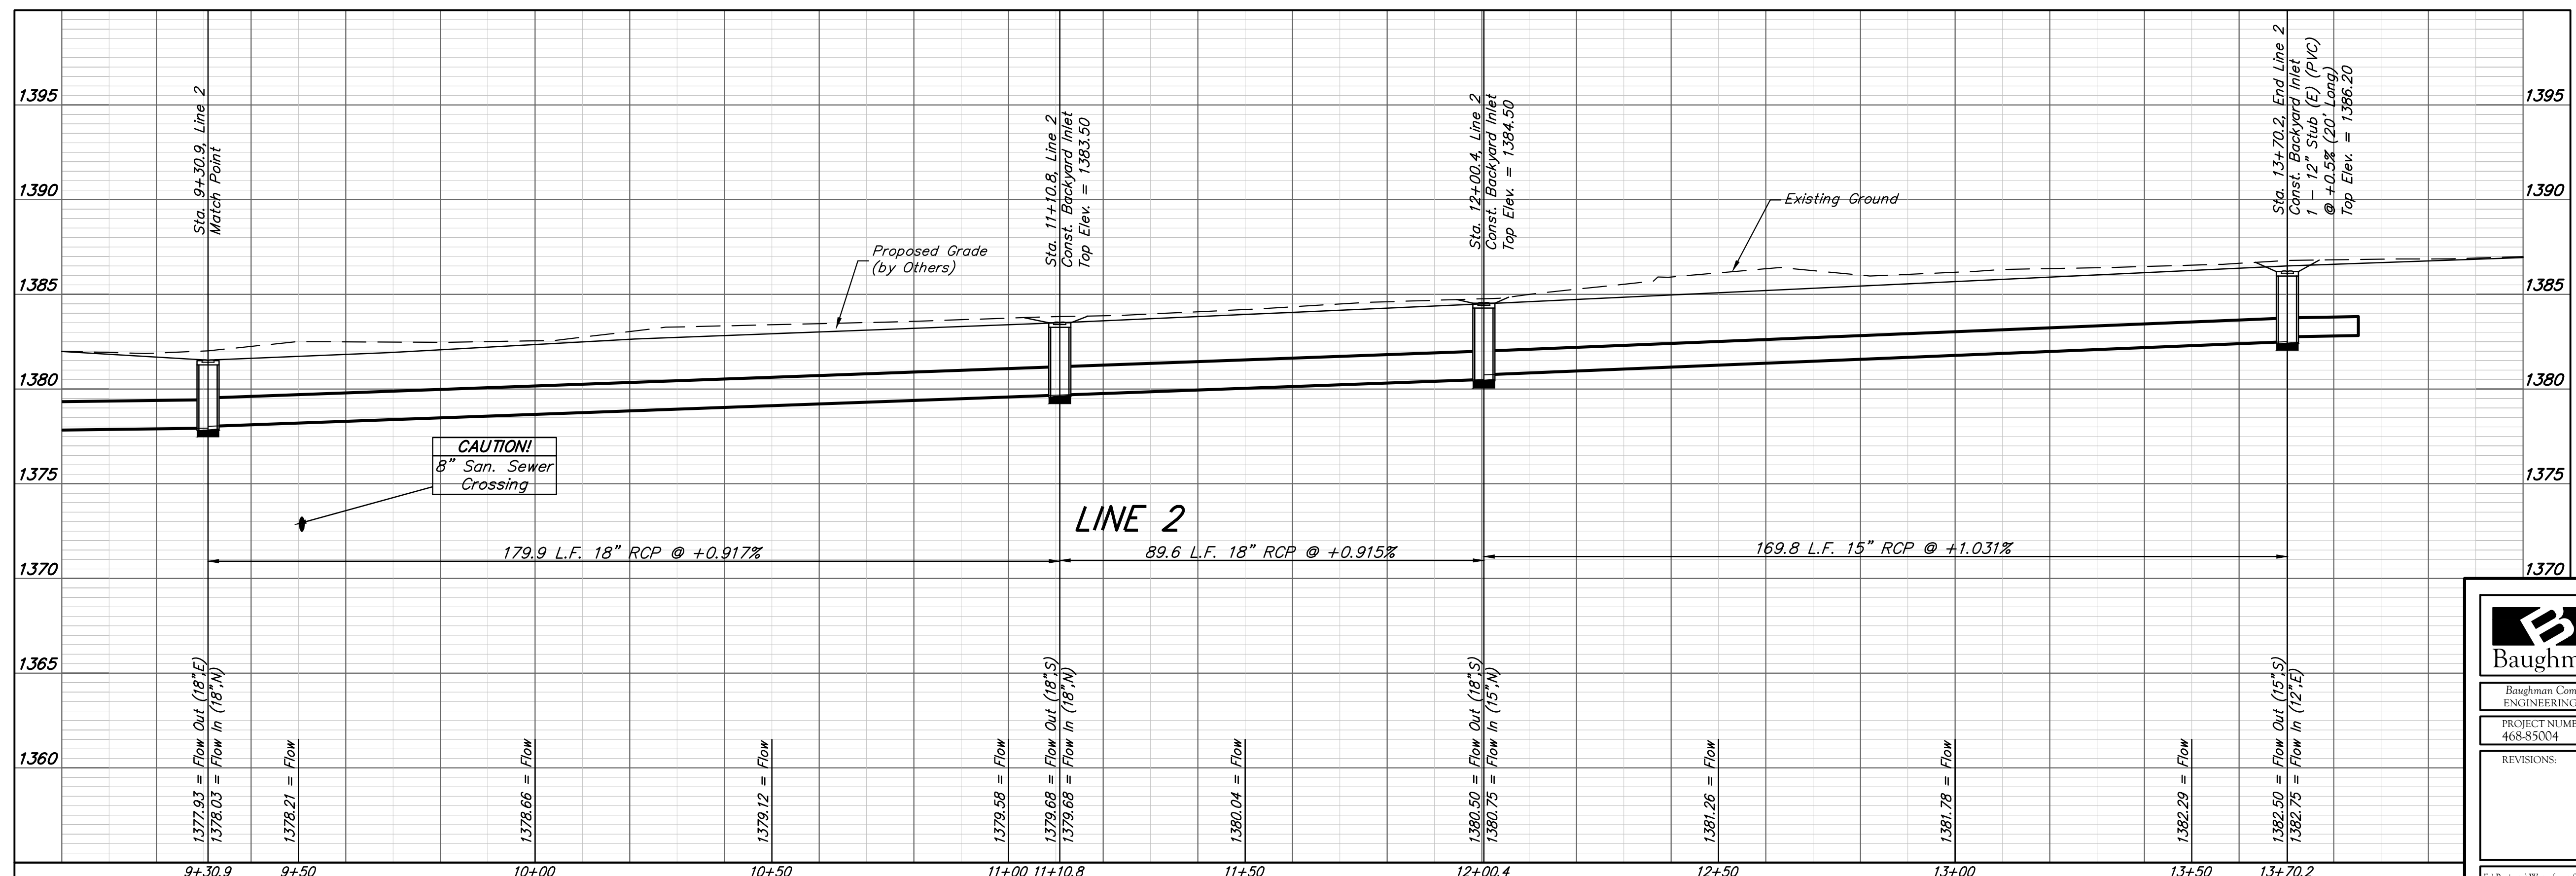 Sta. 9+30.9, Line 2
Match Point
Sta. 11+10.8, Line 2
Const. Backyard Inlet
Top Elev. = 1383.50
Sta. 12+00.4, Line 2
Const. Backyard Inlet
Top Elev. = 1384.50
Sta. 13+70.2, End Line 2
Const. Backyard Inlet
1 - 12" Stub (E) (PVC)
@ +0.5% (20' Long)
Top Elev. = 1386.20
1395
1395
1390
1390
Existing Ground
Proposed Grade
(by Others)
1385
1385
1380
1380
CAUTION!
8" San. Sewer
Crossing
1375
1375
LINE 2
179.9 L.F. 18" RCP @ +0.917%
89.6 L.F. 18" RCP @ +0.915%
169.8 L.F. 15" RCP @ +1.031%
1370
1370
1365
1360
1377.93 = Flow Out (18",E)
1378.03 = Flow In (18",N)
1378.21 = Flow
1378.66 = Flow
1379.12 = Flow
1379.58 = Flow
1379.68 = Flow Out (18",S)
1379.68 = Flow In (18",N)
1380.04 = Flow
1380.50 = Flow Out (18",S)
1380.75 = Flow In (15",N)
1381.26 = Flow
1381.78 = Flow
1382.29 = Flow
1382.50 = Flow Out (15",S)
1382.75 = Flow In (12",E)
9+30.9 9+50 10+00 10+50 11+00 11+10.8 11+50 12+00.4 12+50 13+00 13+50 13+70.2
B
Baughm
Baughman Com
ENGINEERING
PROJECT NUME
468-85004
REVISIONS: